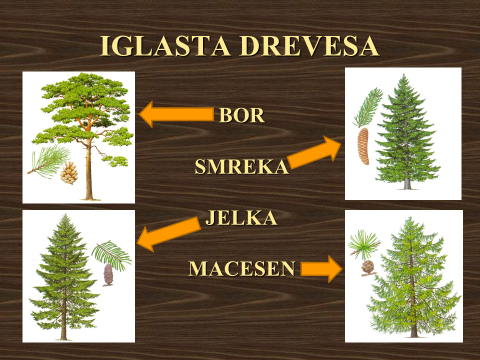 IGLASTA DREVESA
BOR
SMREKA
JELKA
MACESEN